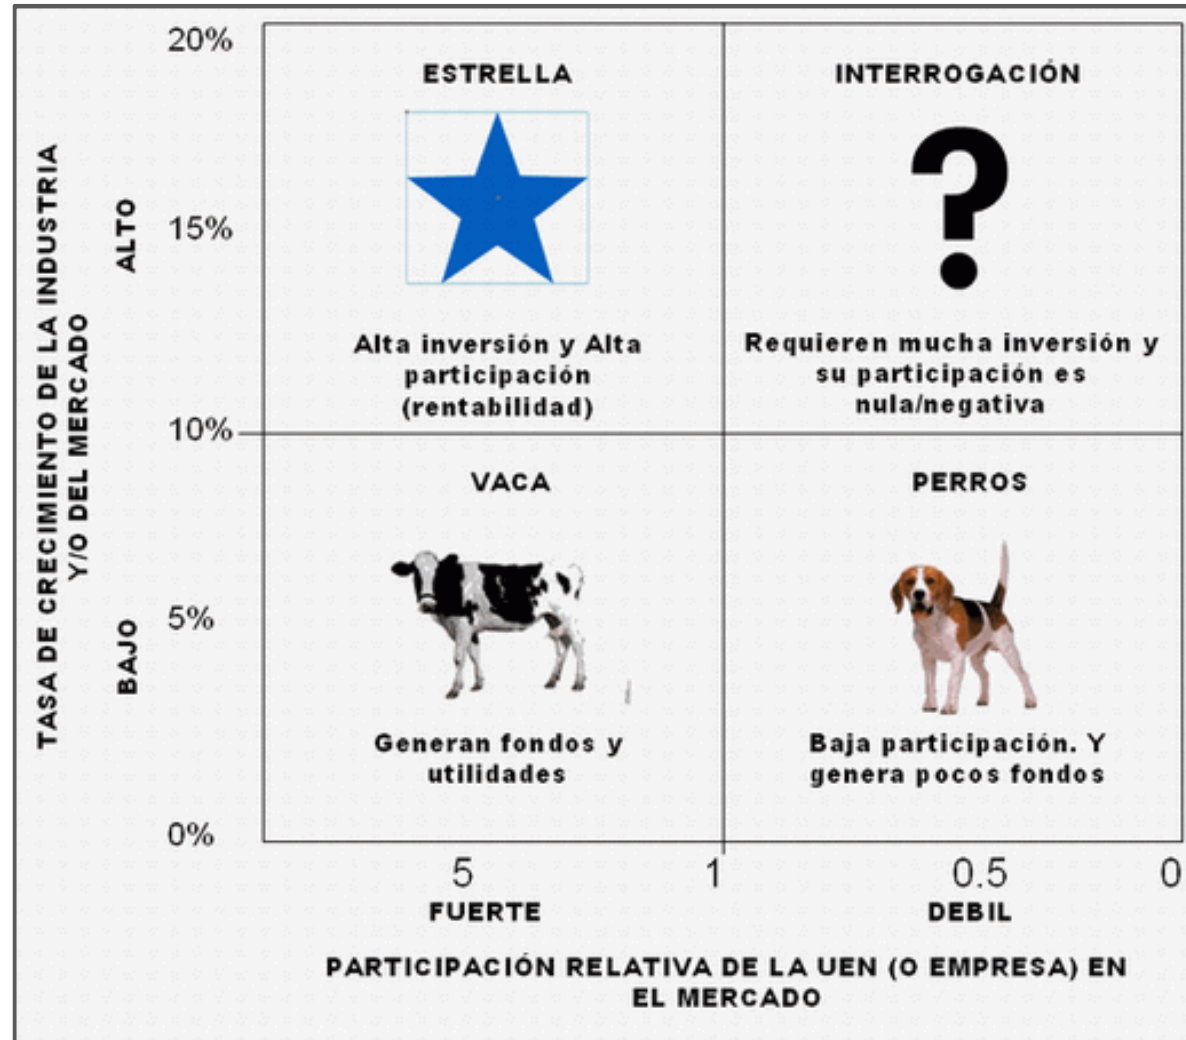 TASA DE CRECIMIENTO DE LA INDUSTRIA
Y/O DEL MERCADO
ALTO
BAJO
20%
15%
10%
5%
0%
ESTRELLA
Alta inversión y Alta
participación
(rentabilidad)
INTERROGACIÓN
?
Requieren mucha inversión y
su participación es
nula/negativa
VACA
Generan fondos y
utilidades
PERROS
Baja participación. Y
genera pocos fondos
5
1
0.5
0
FUERTE
DEBIL
PARTICIPACIÓN RELATIVA DE LA UEN (O EMPRESA) EN
EL MERCADO